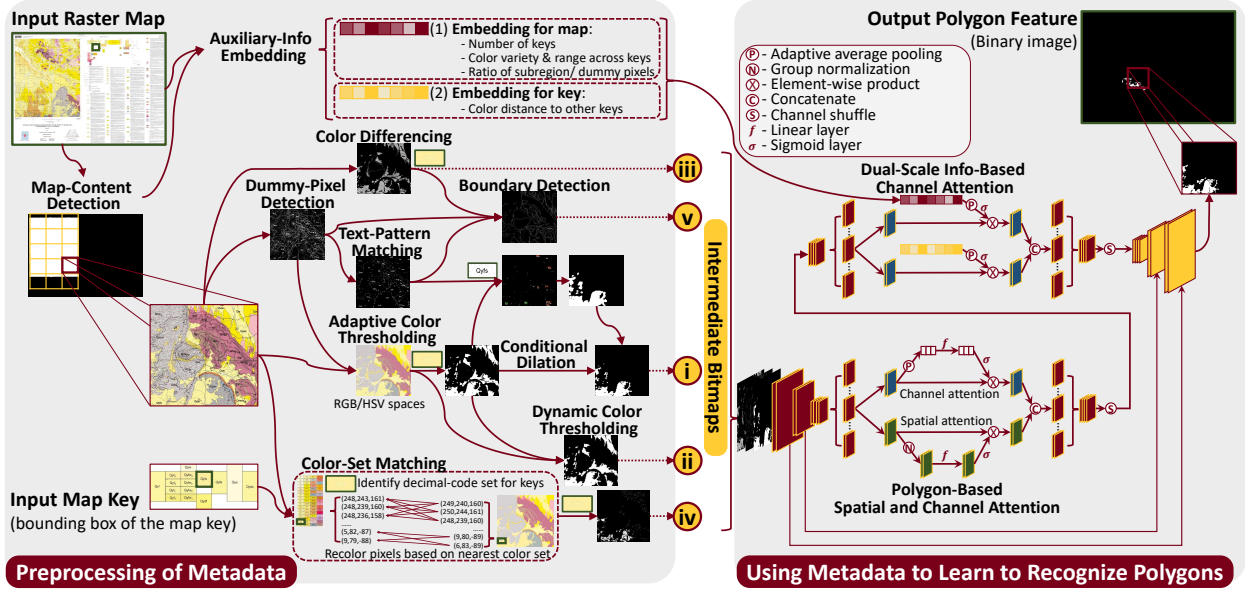 Input Raster Map
Auxiliary-Info
Embedding
(1) Embedding for map:
- Number of keys
- Color variety & range across keys
- Ratio of subregion/ dummy pixels
(2) Embedding for key:
- Color distance to other keys
Map-Content
Detection
Color Differencing
iii
Dummy-Pixel
Detection
Boundary Detection
v
Text-Pattern
Matching
Qyfs
Adaptive Color
Thresholding
RGB/HSV spaces
Conditional
Dilation
i
Dynamic Color
Thresholding
ii
Color-Set Matching
Identify decimal-code set for keys
(248,243,161)
(248,239,160)
(248,236,158)
......
(5,82,-87)
(9,79,-88)
(249,240,160)
(250,244,161)
(248,239,160)
......
(9,80,-89)
(6,83,-89)
Recolor pixels based on nearest color set
iv
Input Map Key
(bounding box of the map key)
Preprocessing of Metadata
Intermediate Bitmaps
Output Polygon Feature
(Binary image)
P - Adaptive average pooling
N - Group normalization
X - Element-wise product
C - Concatenate
S - Channel shuffle
f - Linear layer
σ - Sigmoid layer
Dual-Scale Info-Based
Channel Attention
P σ
X
C
S
P σ
X
P f σ
X
Channel attention
Spatial attention
C
S
X
N f σ
Polygon-Based
Spatial and Channel Attention
Using Metadata to Learn to Recognize Polygons